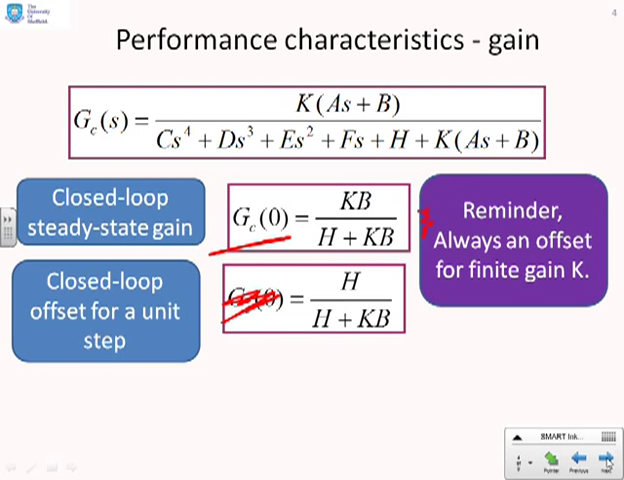 The
University
Of
Sheffield.
4
Performance characteristics - gain
G_c(s) = K(As + B) / (Cs^4 + Ds^3 + Es^2 + Fs + H + K(As + B))
Closed-loop
steady-state gain
G_c(0) = KB / (H + KB)
Reminder,
Always an offset
for finite gain K.
Closed-loop
offset for a unit
step
= H / (H + KB)
SMART Ink...
Pointer
Previous
Next